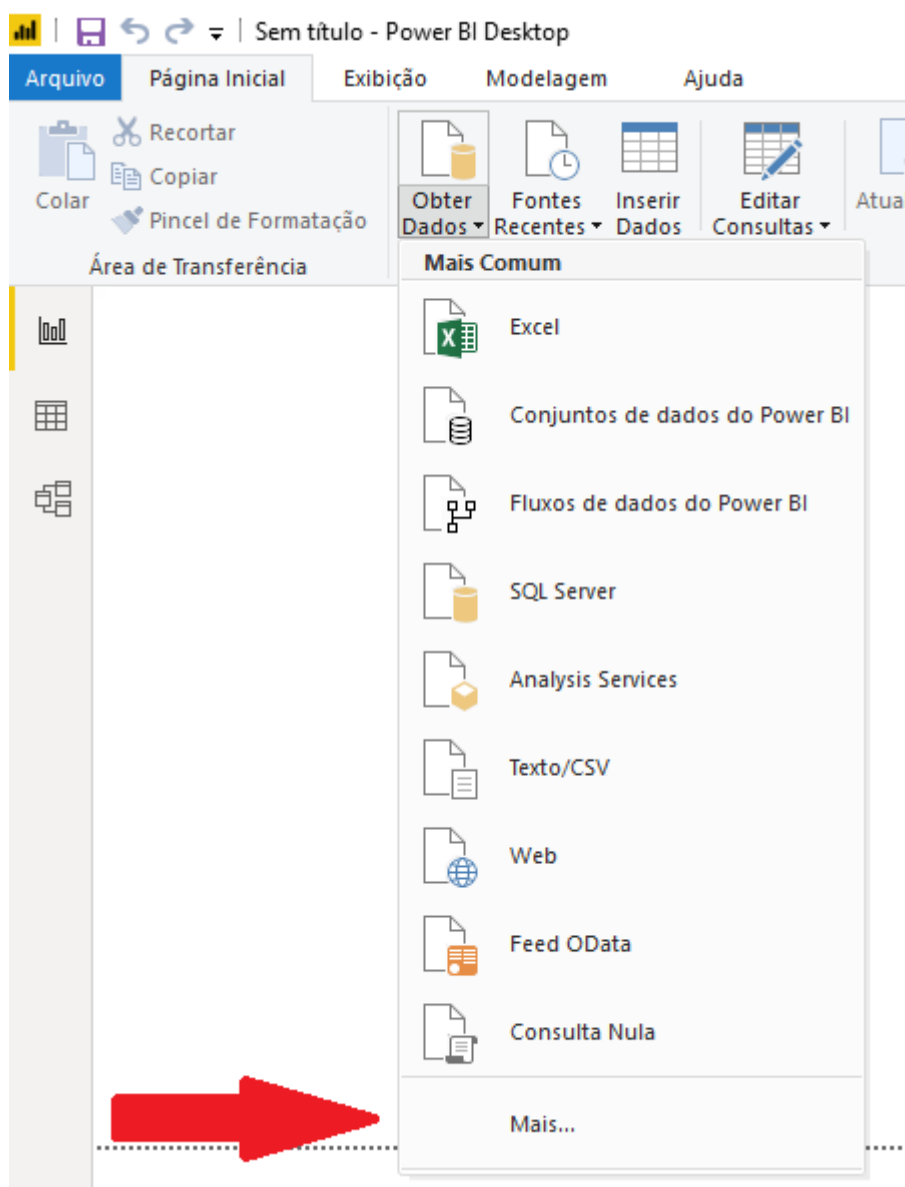 Sem título - Power BI Desktop
Arquivo Página Inicial Exibição Modelagem Ajuda
Colar
Recortar
Copiar
Pincel de Formatação
Área de Transferência
Obter
Dados
Fontes
Recentes
Inserir
Dados
Editar
Consultas
Atua
Mais Comum
Excel
Conjuntos de dados do Power BI
Fluxos de dados do Power BI
SQL Server
Analysis Services
Texto/CSV
Web
Feed OData
Consulta Nula
Mais...